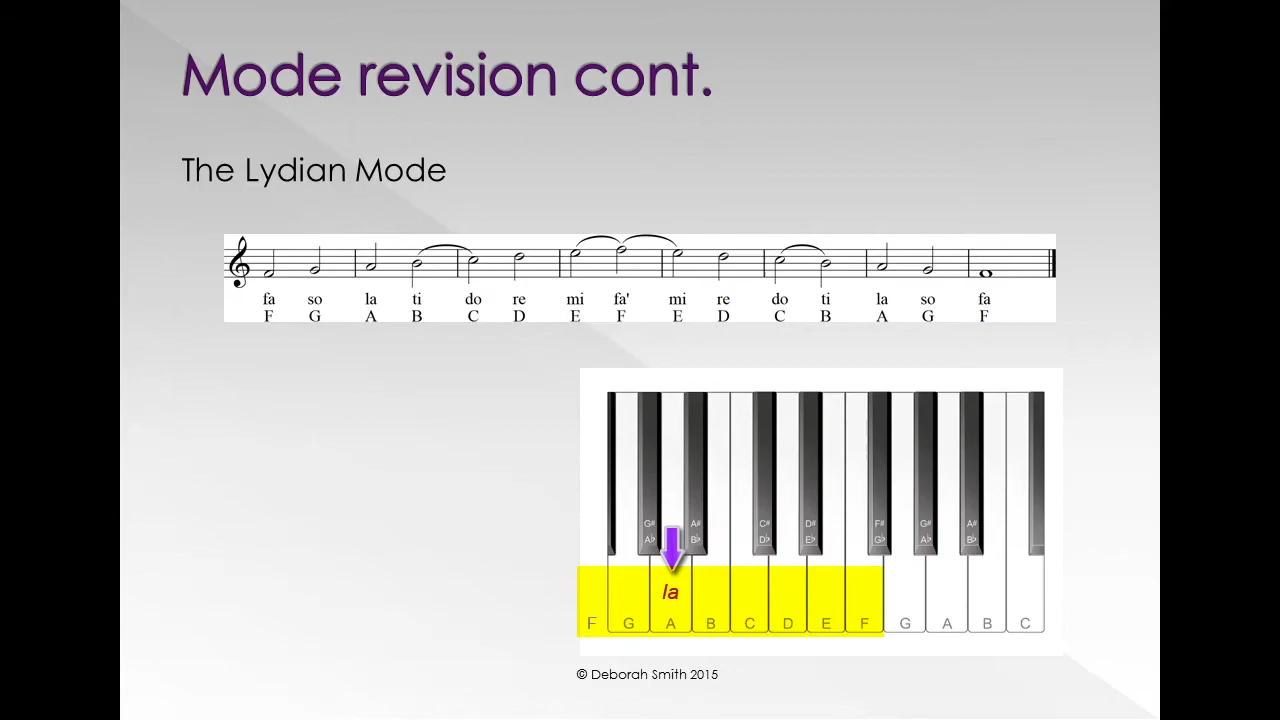 Mode revision cont.
The Lydian Mode
fa so la ti do re mi fa' mi re do ti la so fa
F G A B C D E F E D C B A G F
G# A# C# D# F# G# A#
A♭ B♭ D♭ E♭ G♭ A♭ B♭
la
F G A B C D E F G A B C
© Deborah Smith 2015